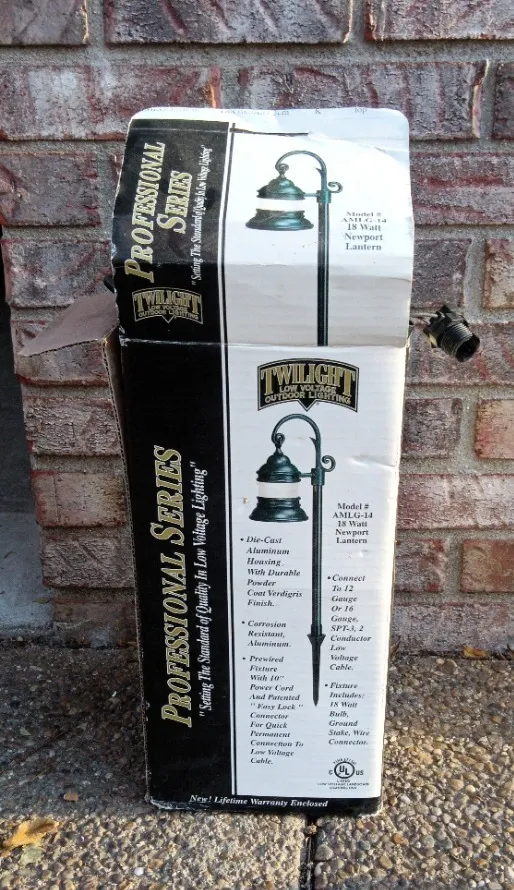 PROFESSIONAL
SERIES
"Setting The Standard of Quality In Low Voltage Lighting"
TWILIGHT
LOW VOLTAGE
OUTDOOR LIGHTING
Model #
AMLG-14
18 Watt
Newport
Lantern
TWILIGHT
LOW VOLTAGE
OUTDOOR LIGHTING
PROFESSIONAL SERIES
"Setting The Standard of Quality In Low Voltage Lighting"
Model #
AMLG-14
18 Watt
Newport
Lantern
• Die-Cast
Aluminum
Housing
With Durable
Powder
Coat Verdigris
Finish.
• Corrosion
Resistant,
Aluminum.
• Prewired
Fixture
With 10"
Power Cord
And Patented
"Easy Lock"
Connector
For Quick
Permanent
Connection To
Low Voltage
Cable.
• Connect
To 12
Gauge
Or 16
Gauge,
SPT-3, 2
Conductor
Low
Voltage
Cable.
• Fixture
Includes:
18 Watt
Bulb,
Ground
Stake, Wire
Connector.
C UL US
LISTED
New! Lifetime Warranty Enclosed